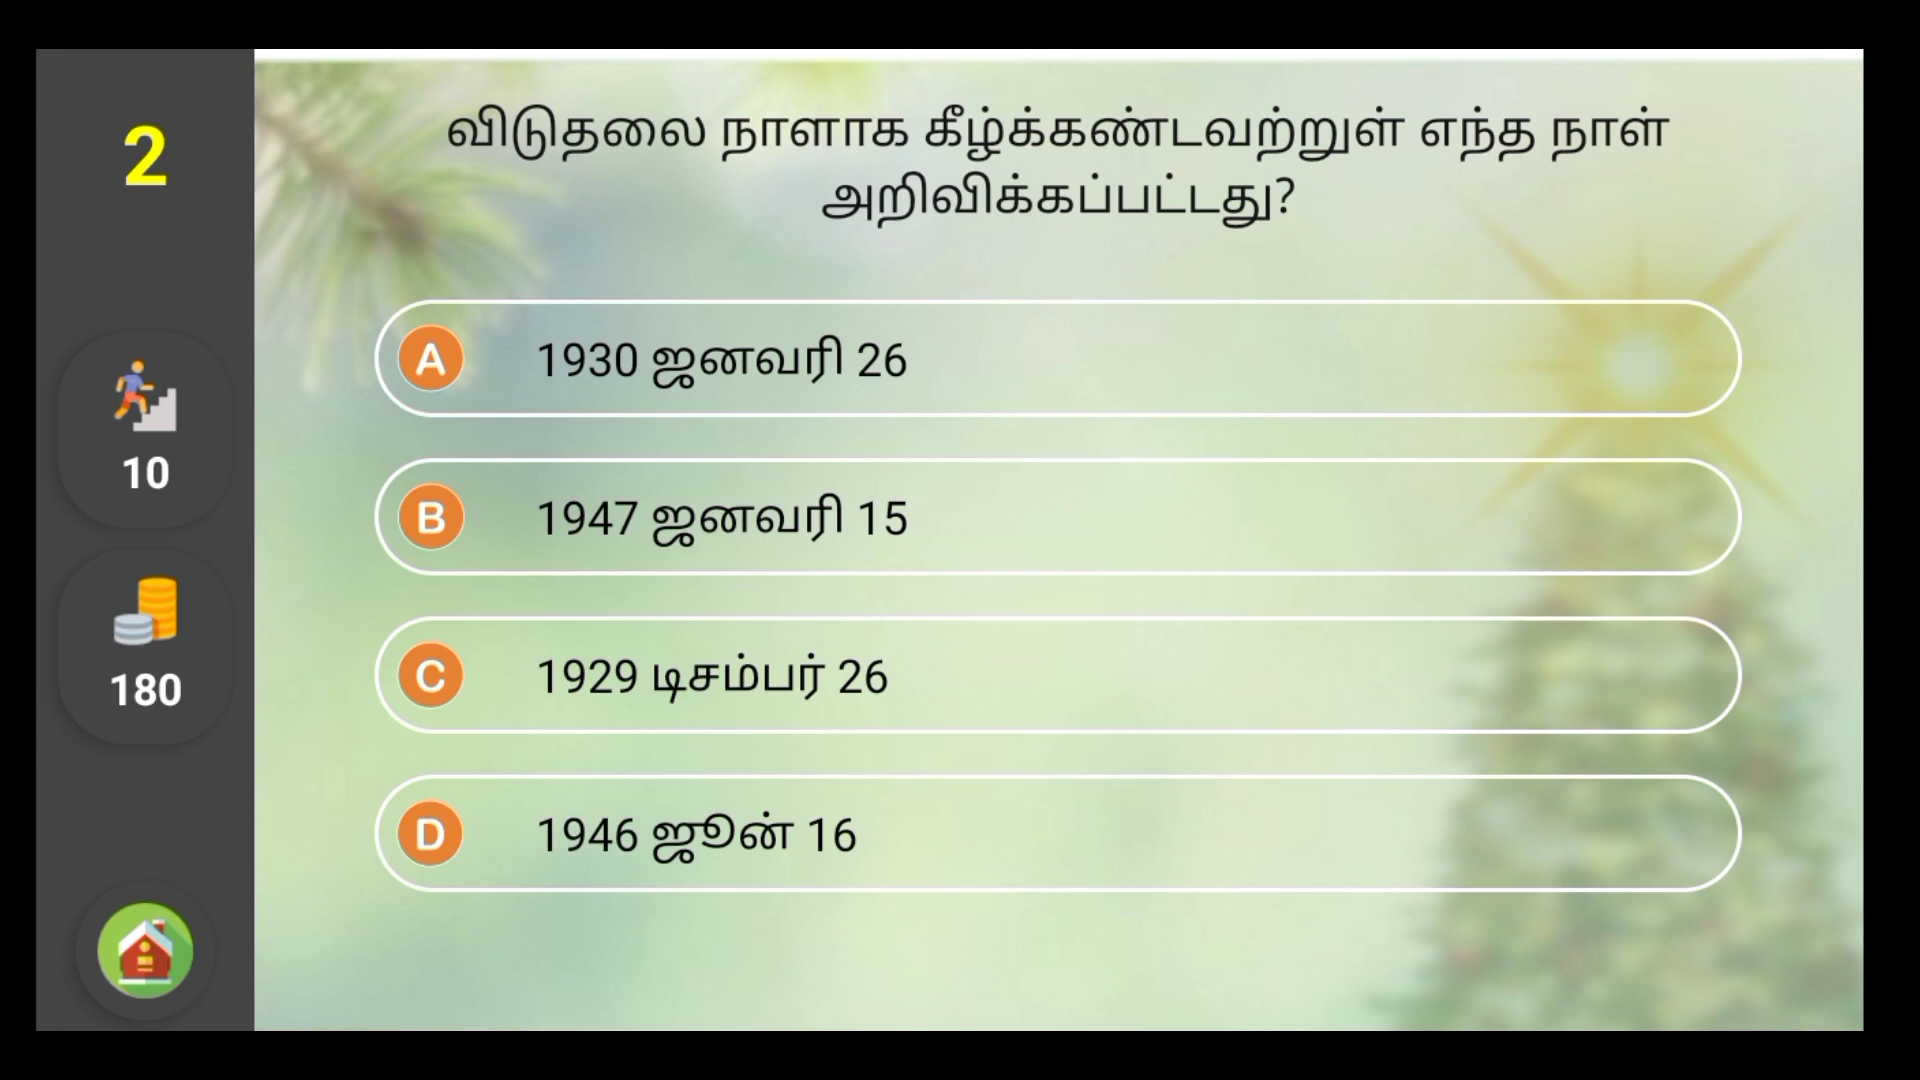 2
விடுதலை நாளாக கீழ்க்கண்டவற்றுள் எந்த நாள்
அறிவிக்கப்பட்டது?
A 1930 ஜனவரி 26
10
B 1947 ஜனவரி 15
C 1929 டிசம்பர் 26
180
D 1946 ஜூன் 16